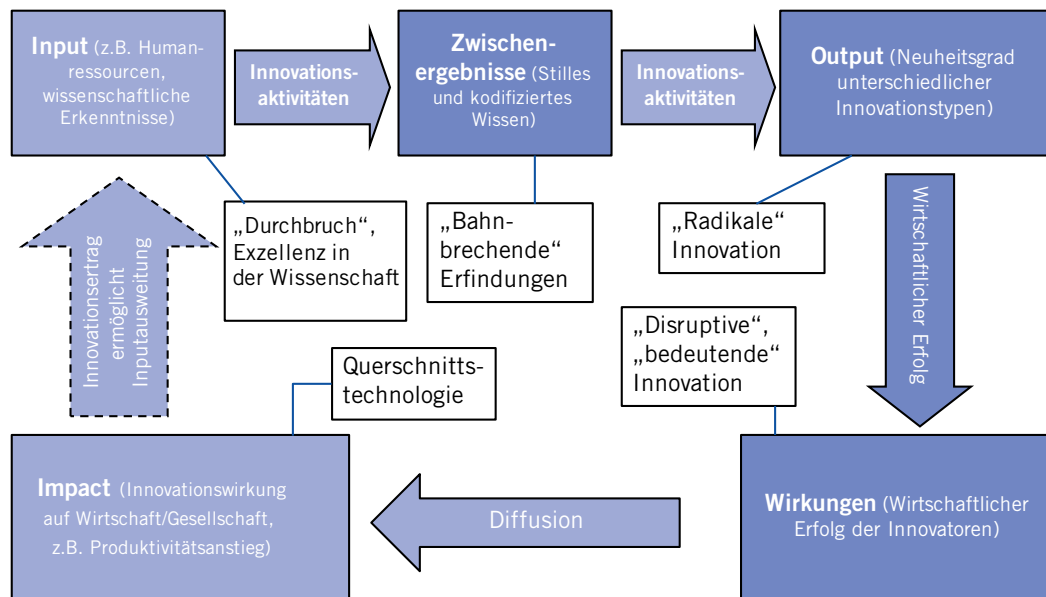 Input (z.B. Human-
ressourcen,
wissenschaftliche
Erkenntnisse)
Innovations-
aktivitäten
Zwischen-
ergebnisse (Stilles
und kodifiziertes
Wissen)
Innovations-
aktivitäten
Output (Neuheitsgrad
unterschiedlicher
Innovationstypen)
„Durchbruch“,
Exzellenz in
der Wissenschaft
„Bahn-
brechende“
Erfindungen
„Radikale“
Innovation
Wirtschaftlicher Erfolg
„Disruptive“,
„bedeutende“
Innovation
Wirkungen (Wirtschaftlicher
Erfolg der Innovatoren)
Diffusion
Querschnitts-
technologie
Impact (Innovationswirkung
auf Wirtschaft/Gesellschaft,
z.B. Produktivitätsanstieg)
Innovationsertrag
ermöglicht
Inputausweitung